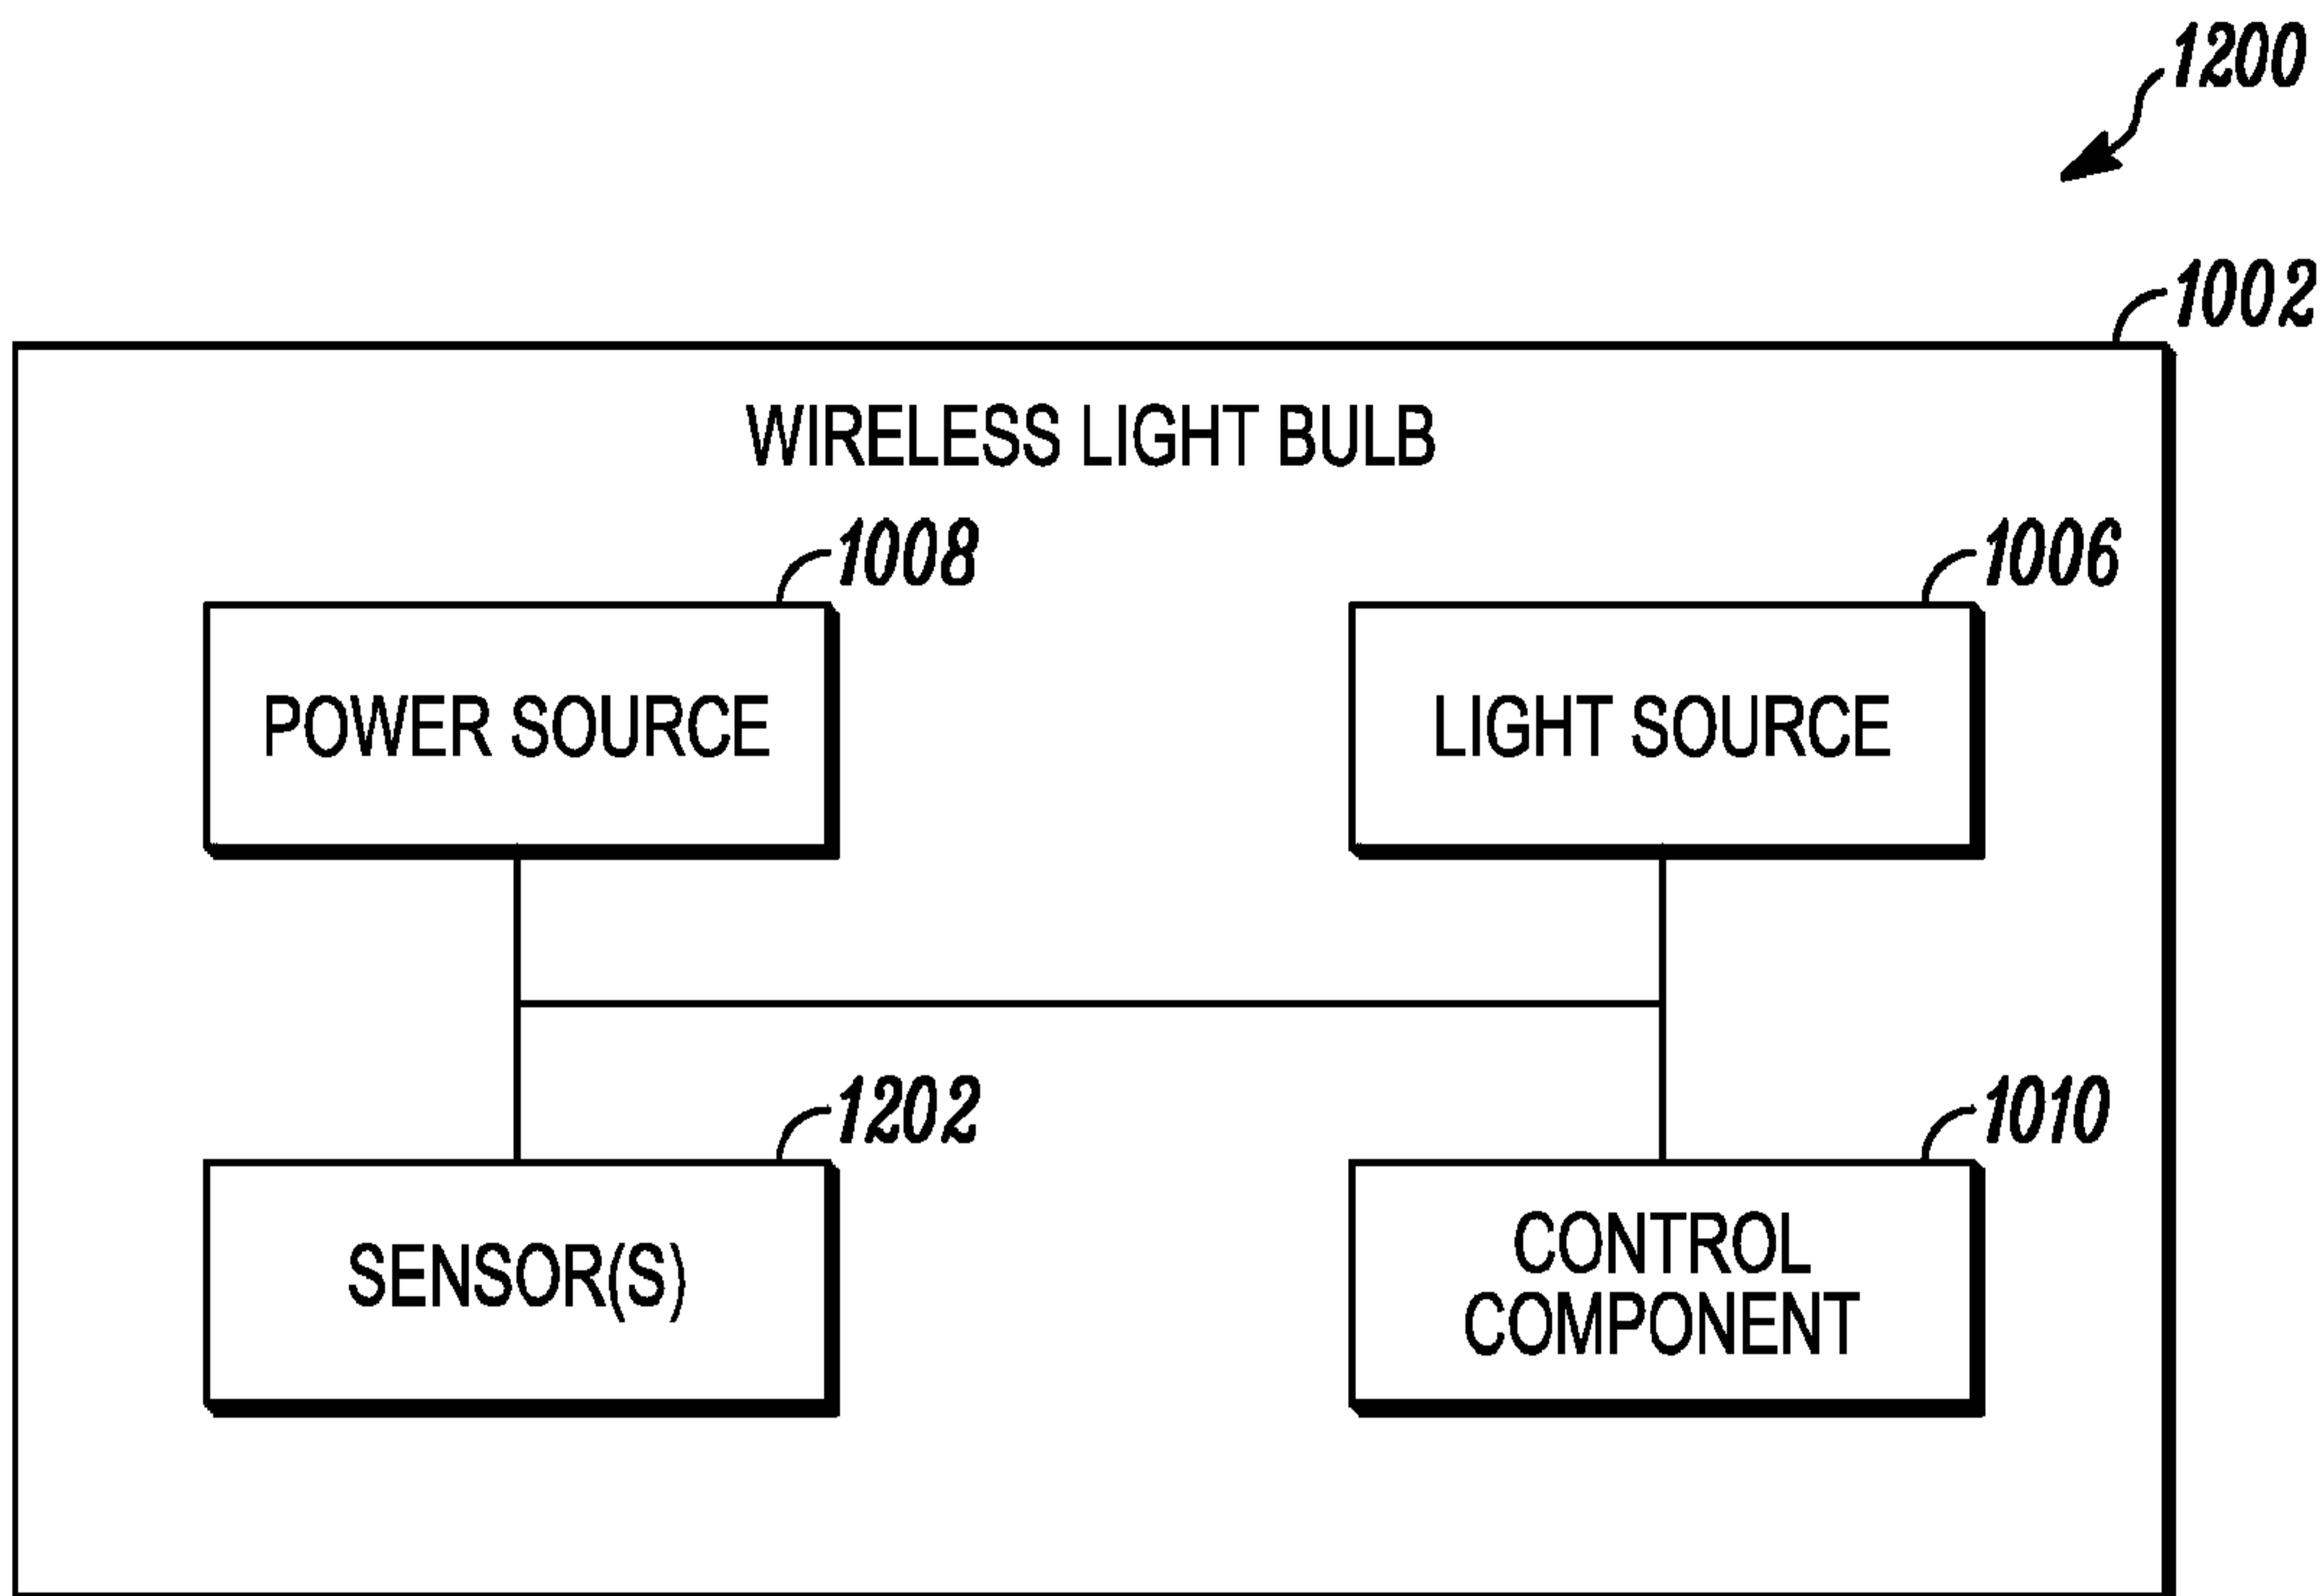 1200
1002
WIRELESS LIGHT BULB
1008
1006
POWER SOURCE
LIGHT SOURCE
1202
1010
SENSOR(S)
CONTROL
COMPONENT